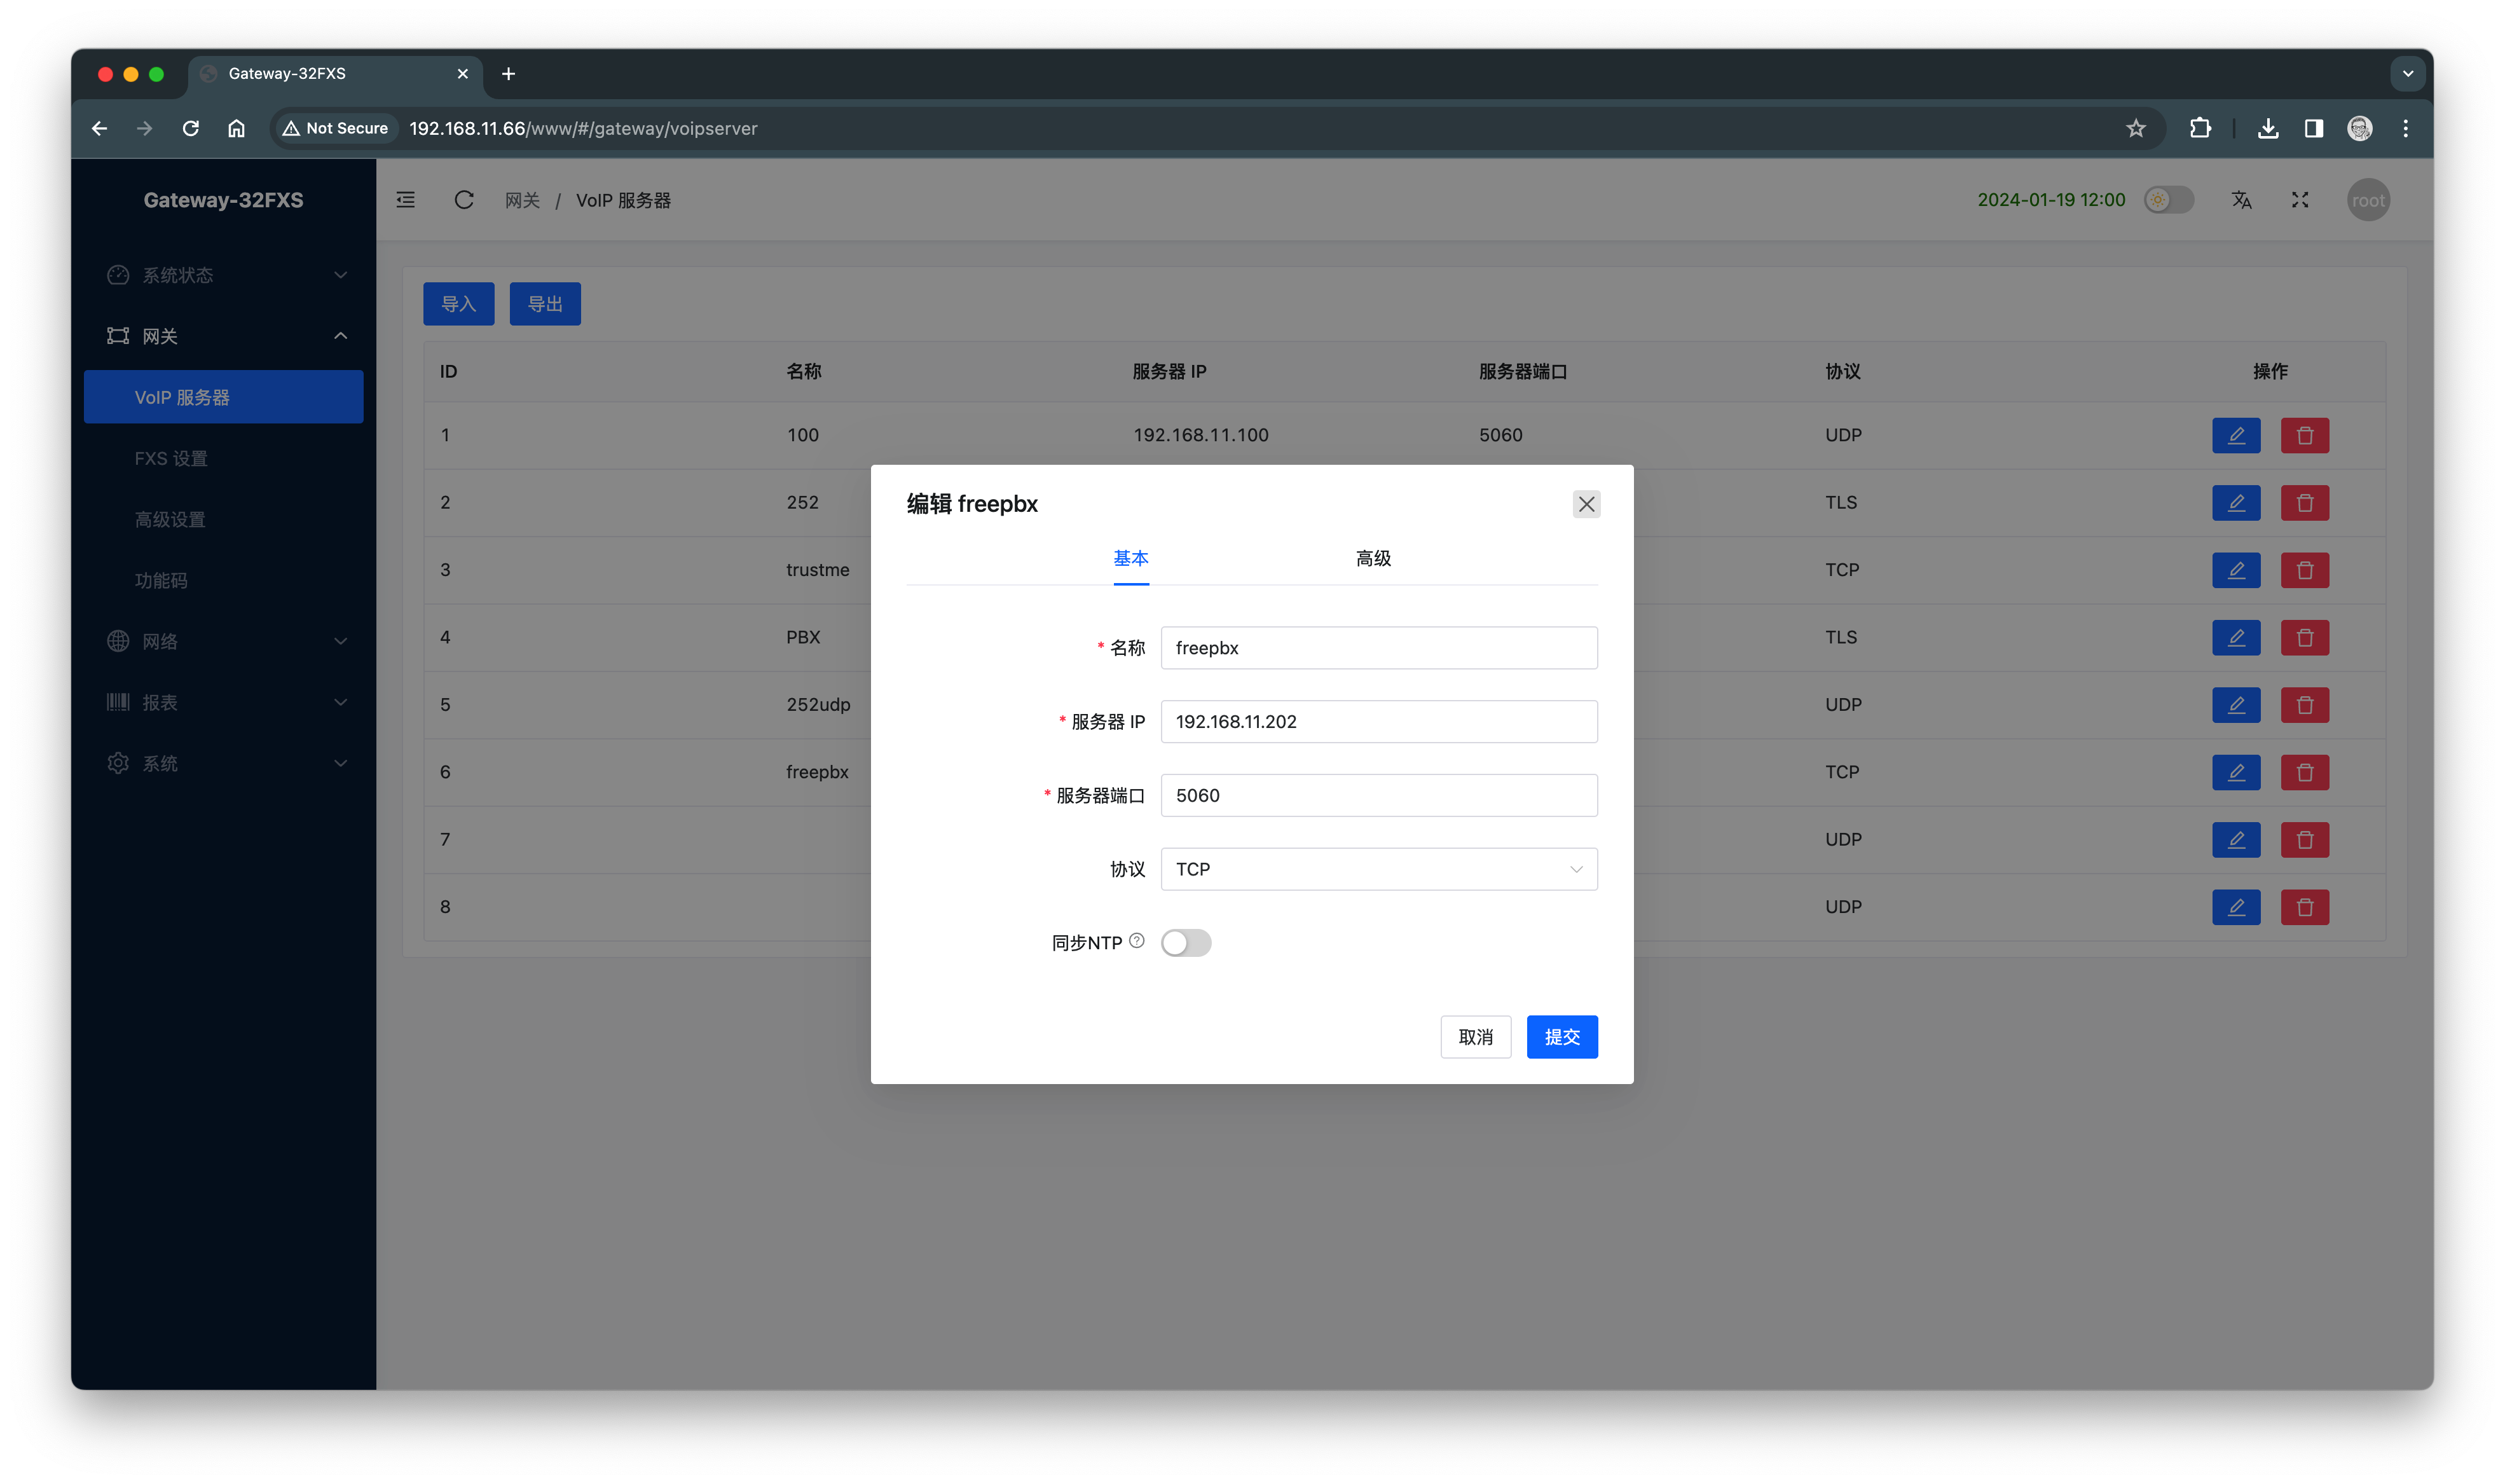 Gateway-32FXS
Not Secure 192.168.11.66/www/#/gateway/voipserver
Gateway-32FXS
网关 / VoIP 服务器
2024-01-19 12:00
root
系统状态
网关
VoIP 服务器
FXS 设置
高级设置
功能码
网络
报表
系统
导入 导出
ID 名称 服务器 IP 服务器端口 协议 操作
1 100 192.168.11.100 5060 UDP
2 252 TLS
3 trustme TCP
4 PBX TLS
5 252udp UDP
6 freepbx TCP
7 UDP
8 UDP
编辑 freepbx
基本 高级
* 名称 freepbx
* 服务器 IP 192.168.11.202
* 服务器端口 5060
协议 TCP
同步NTP
取消 提交